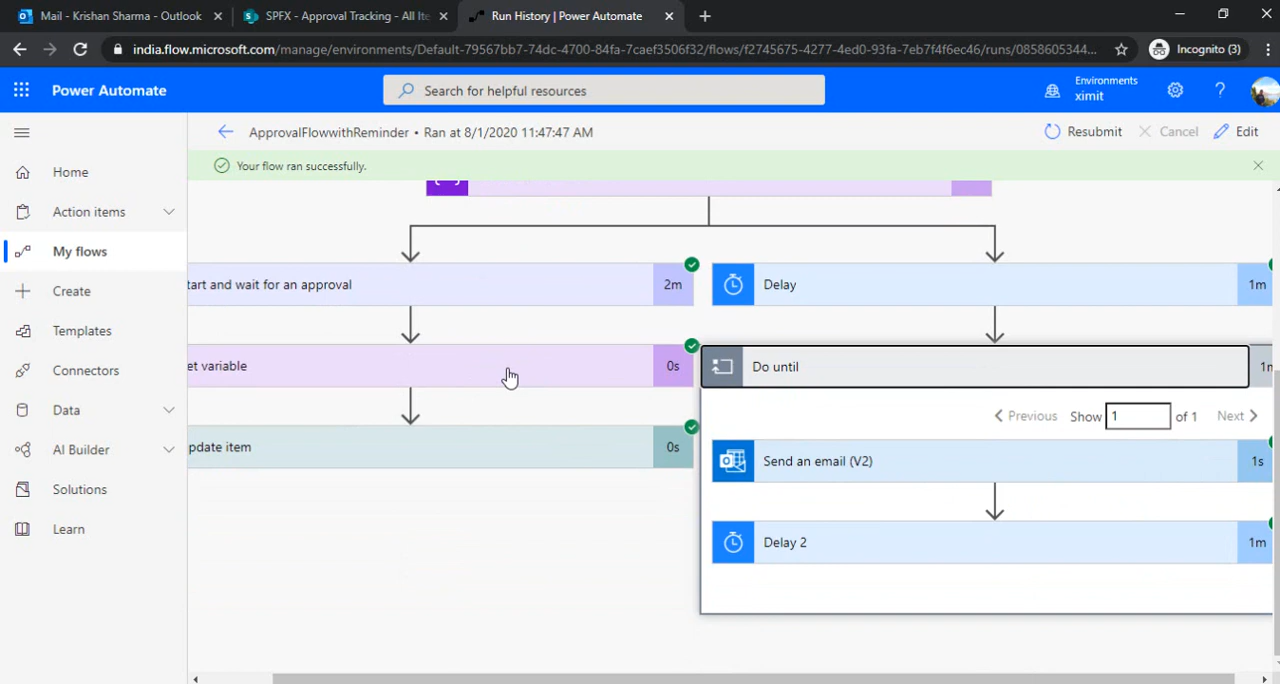 Mail - Krishan Sharma - Outlook
SPFX - Approval Tracking - All Ite
Run History | Power Automate
india.flow.microsoft.com/manage/environments/Default-79567bb7-74dc-4700-84fa-7caef3506f32/flows/f2745675-4277-4ed0-93fa-7eb7f4f6ec46/runs/0858605344...
Incognito (3)
Power Automate
Search for helpful resources
Environments
ximit
ApprovalFlowwithReminder • Ran at 8/1/2020 11:47:47 AM
Resubmit
Cancel
Edit
Your flow ran successfully.
Home
Action items
My flows
Create
Templates
Connectors
Data
AI Builder
Solutions
Learn
tart and wait for an approval
2m
et variable
0s
pdate item
0s
Delay
1m
Do until
1m
Previous
Show 1 of 1
Next
Send an email (V2)
1s
Delay 2
1m